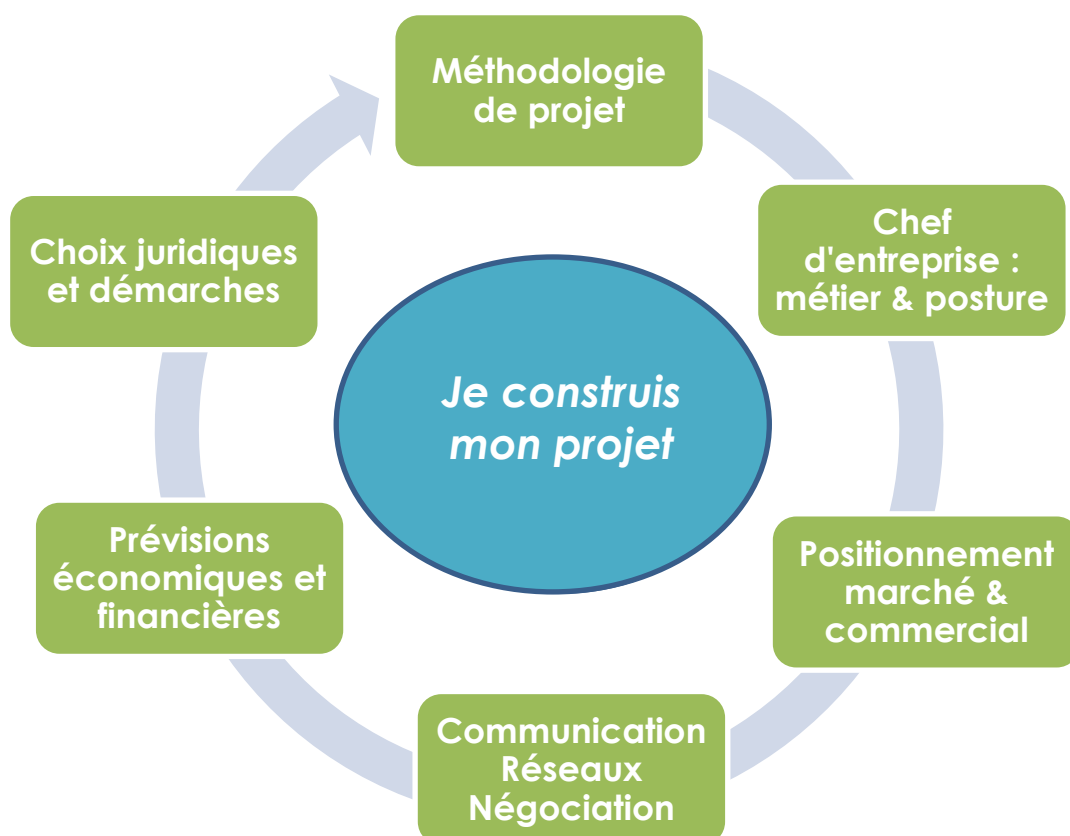 Méthodologie
de projet
Chef
d'entreprise :
métier & posture
Positionnement
marché &
commercial
Communication
Réseaux
Négociation
Prévisions
économiques et
financières
Choix juridiques
et démarches
Je construis
mon projet